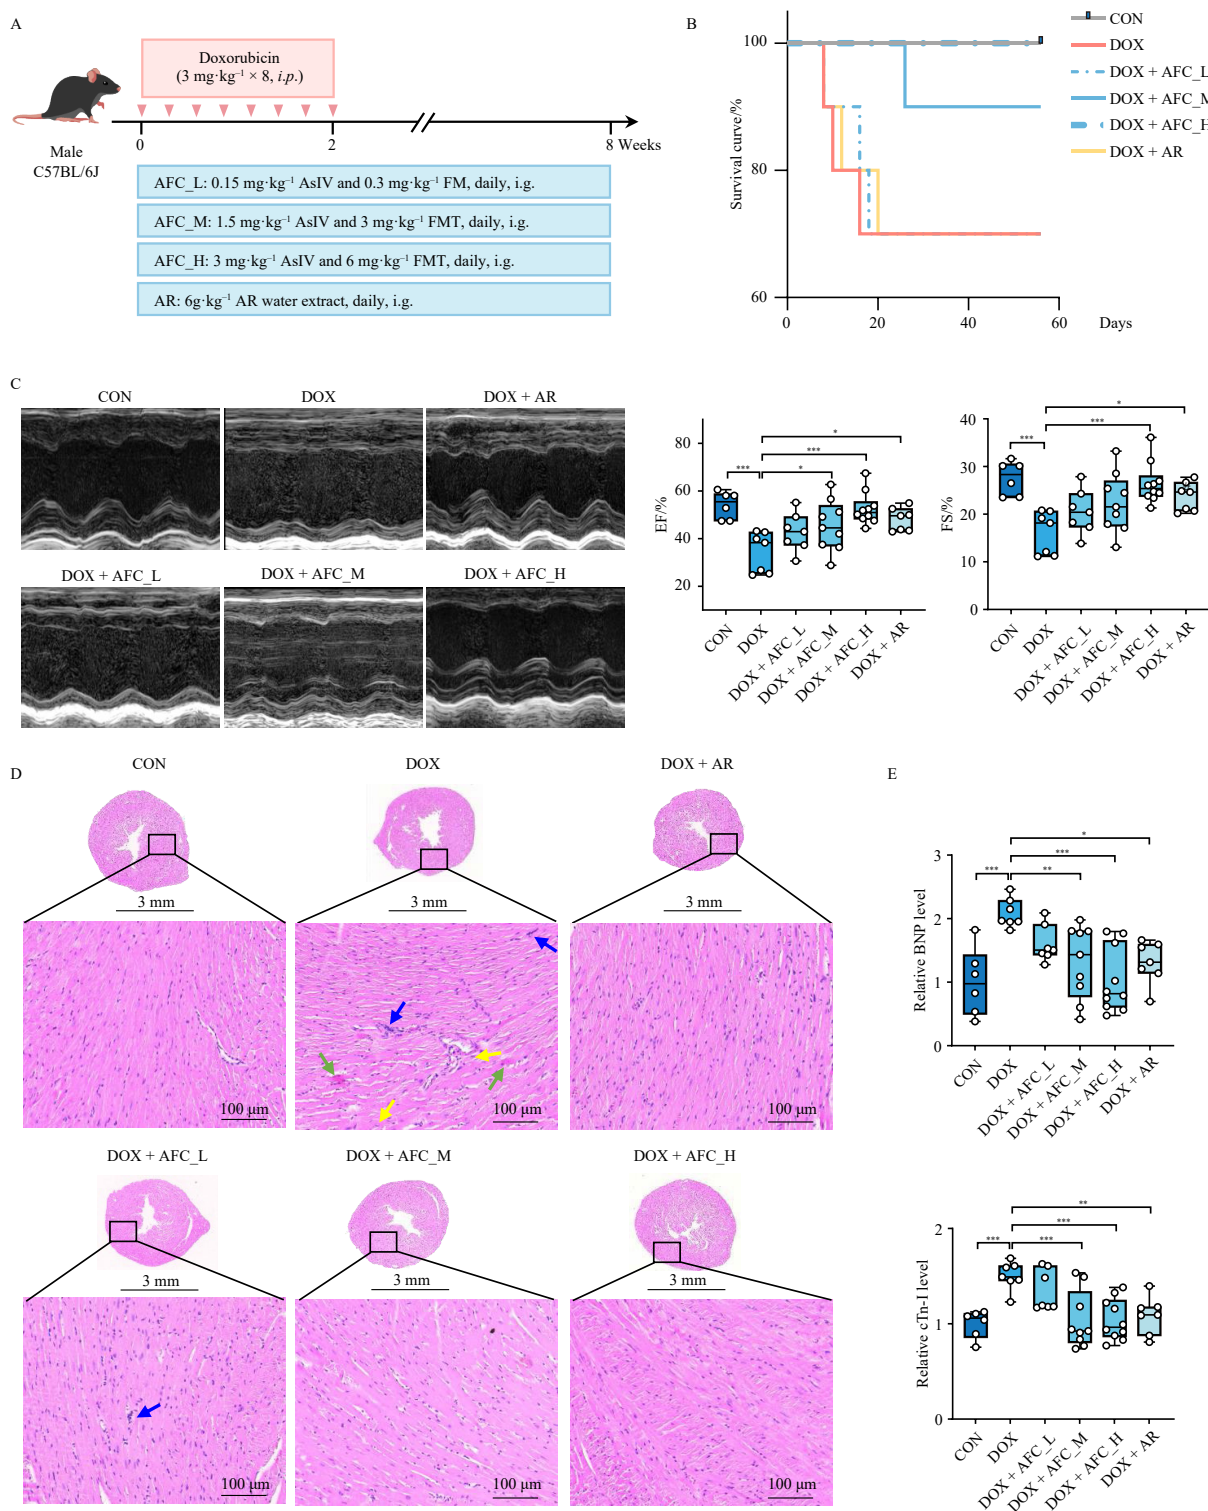 A
Doxorubicin
(3 mg·kg⁻¹ × 8, i.p.)
Male
C57BL/6J
0
2
8 Weeks
AFC_L: 0.15 mg·kg⁻¹ AsIV and 0.3 mg·kg⁻¹ FM, daily, i.g.
AFC_M: 1.5 mg·kg⁻¹ AsIV and 3 mg·kg⁻¹ FMT, daily, i.g.
AFC_H: 3 mg·kg⁻¹ AsIV and 6 mg·kg⁻¹ FMT, daily, i.g.
AR: 6g·kg⁻¹ AR water extract, daily, i.g.
B
Survival curve/%
100
80
60
0
20
40
60
Days
CON
DOX
DOX + AFC_L
DOX + AFC_M
DOX + AFC_H
DOX + AR
C
CON
DOX
DOX + AR
DOX + AFC_L
DOX + AFC_M
DOX + AFC_H
EF/%
80
60
40
20
***
*
***
*
CON
DOX
DOX + AFC_L
DOX + AFC_M
DOX + AFC_H
DOX + AR
FS/%
40
30
20
10
0
***
***
*
CON
DOX
DOX + AFC_L
DOX + AFC_M
DOX + AFC_H
DOX + AR
D
CON
DOX
DOX + AR
3 mm
3 mm
3 mm
100 μm
100 μm
100 μm
DOX + AFC_L
DOX + AFC_M
DOX + AFC_H
3 mm
3 mm
3 mm
100 μm
100 μm
100 μm
E
Relative BNP level
3
2
1
0
***
**
***
*
CON
DOX
DOX + AFC_L
DOX + AFC_M
DOX + AFC_H
DOX + AR
Relative cTn-I level
2
1
0
***
***
***
**
CON
DOX
DOX + AFC_L
DOX + AFC_M
DOX + AFC_H
DOX + AR